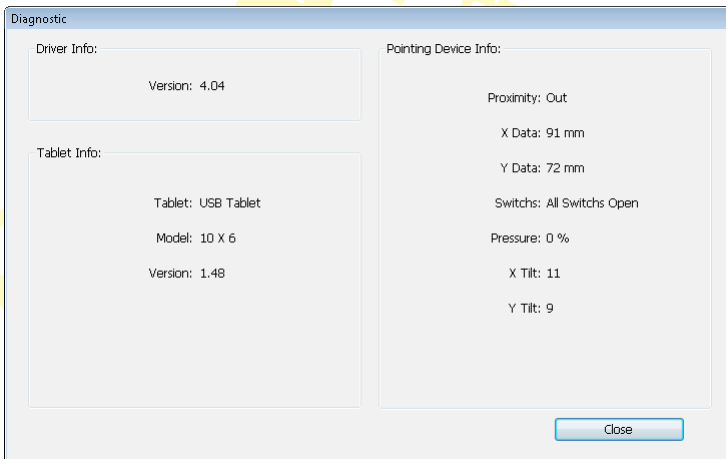 Diagnostic
Driver Info:
Version: 4.04
Tablet Info:
Tablet: USB Tablet
Model: 10 X 6
Version: 1.48
Pointing Device Info:
Proximity: Out
X Data: 91 mm
Y Data: 72 mm
Switchs: All Switchs Open
Pressure: 0 %
X Tilt: 11
Y Tilt: 9
Close